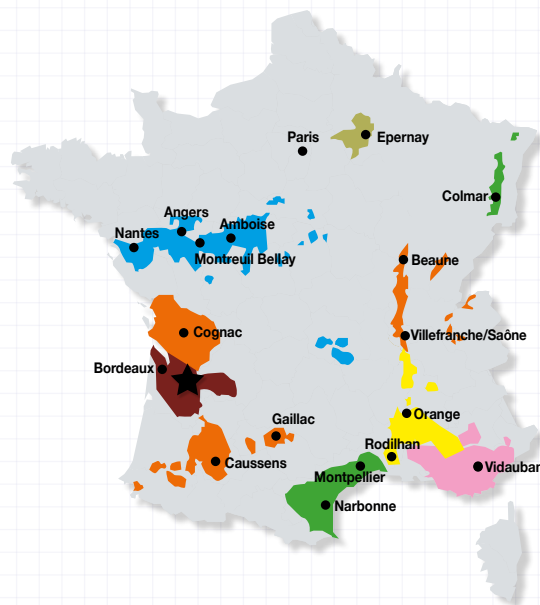 Paris
Epernay
Colmar
Angers
Amboise
Nantes
Montreuil Bellay
Beaune
Cognac
Villefranche/Saône
Bordeaux
Gaillac
Orange
Rodilhan
Caussens
Vidauban
Montpellier
Narbonne